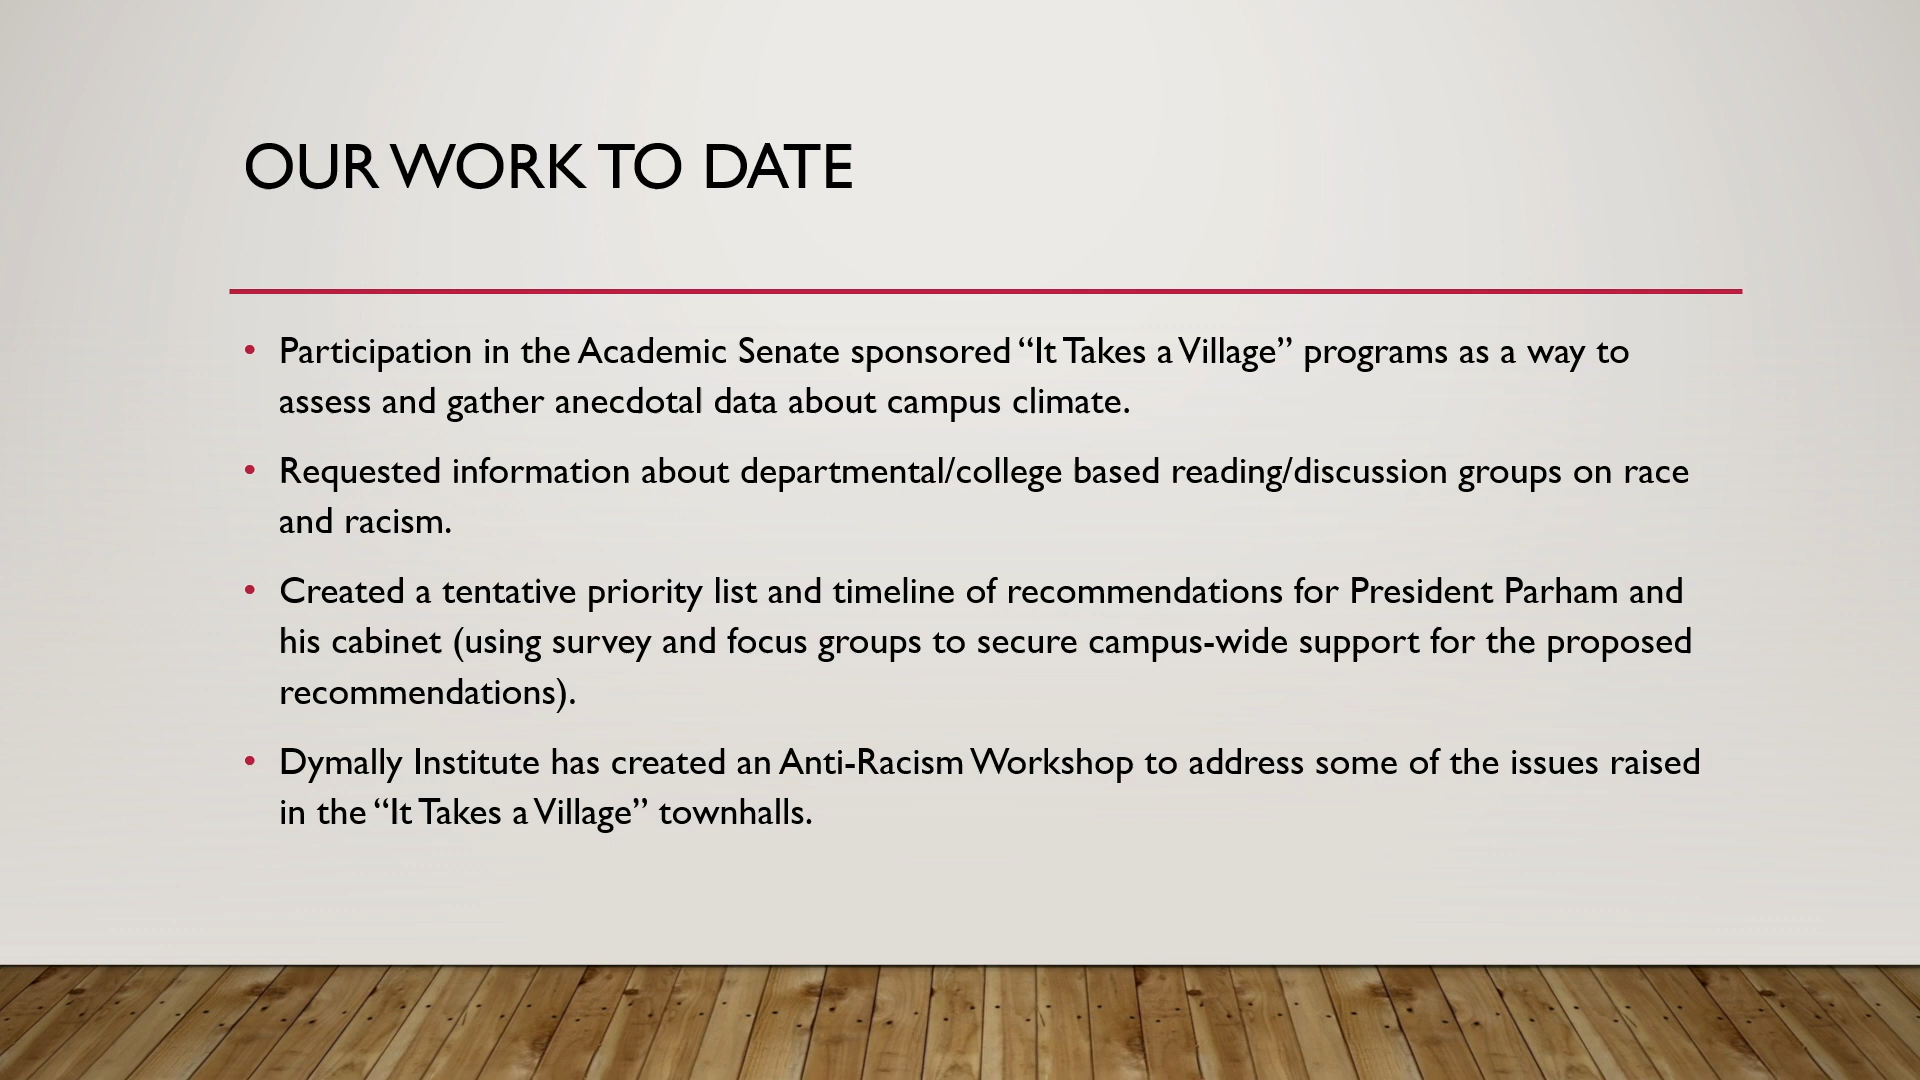 OUR WORK TO DATE
• Participation in the Academic Senate sponsored “It Takes a Village” programs as a way to
assess and gather anecdotal data about campus climate.
• Requested information about departmental/college based reading/discussion groups on race
and racism.
• Created a tentative priority list and timeline of recommendations for President Parham and
his cabinet (using survey and focus groups to secure campus-wide support for the proposed
recommendations).
• Dymally Institute has created an Anti-Racism Workshop to address some of the issues raised
in the “It Takes a Village” townhalls.